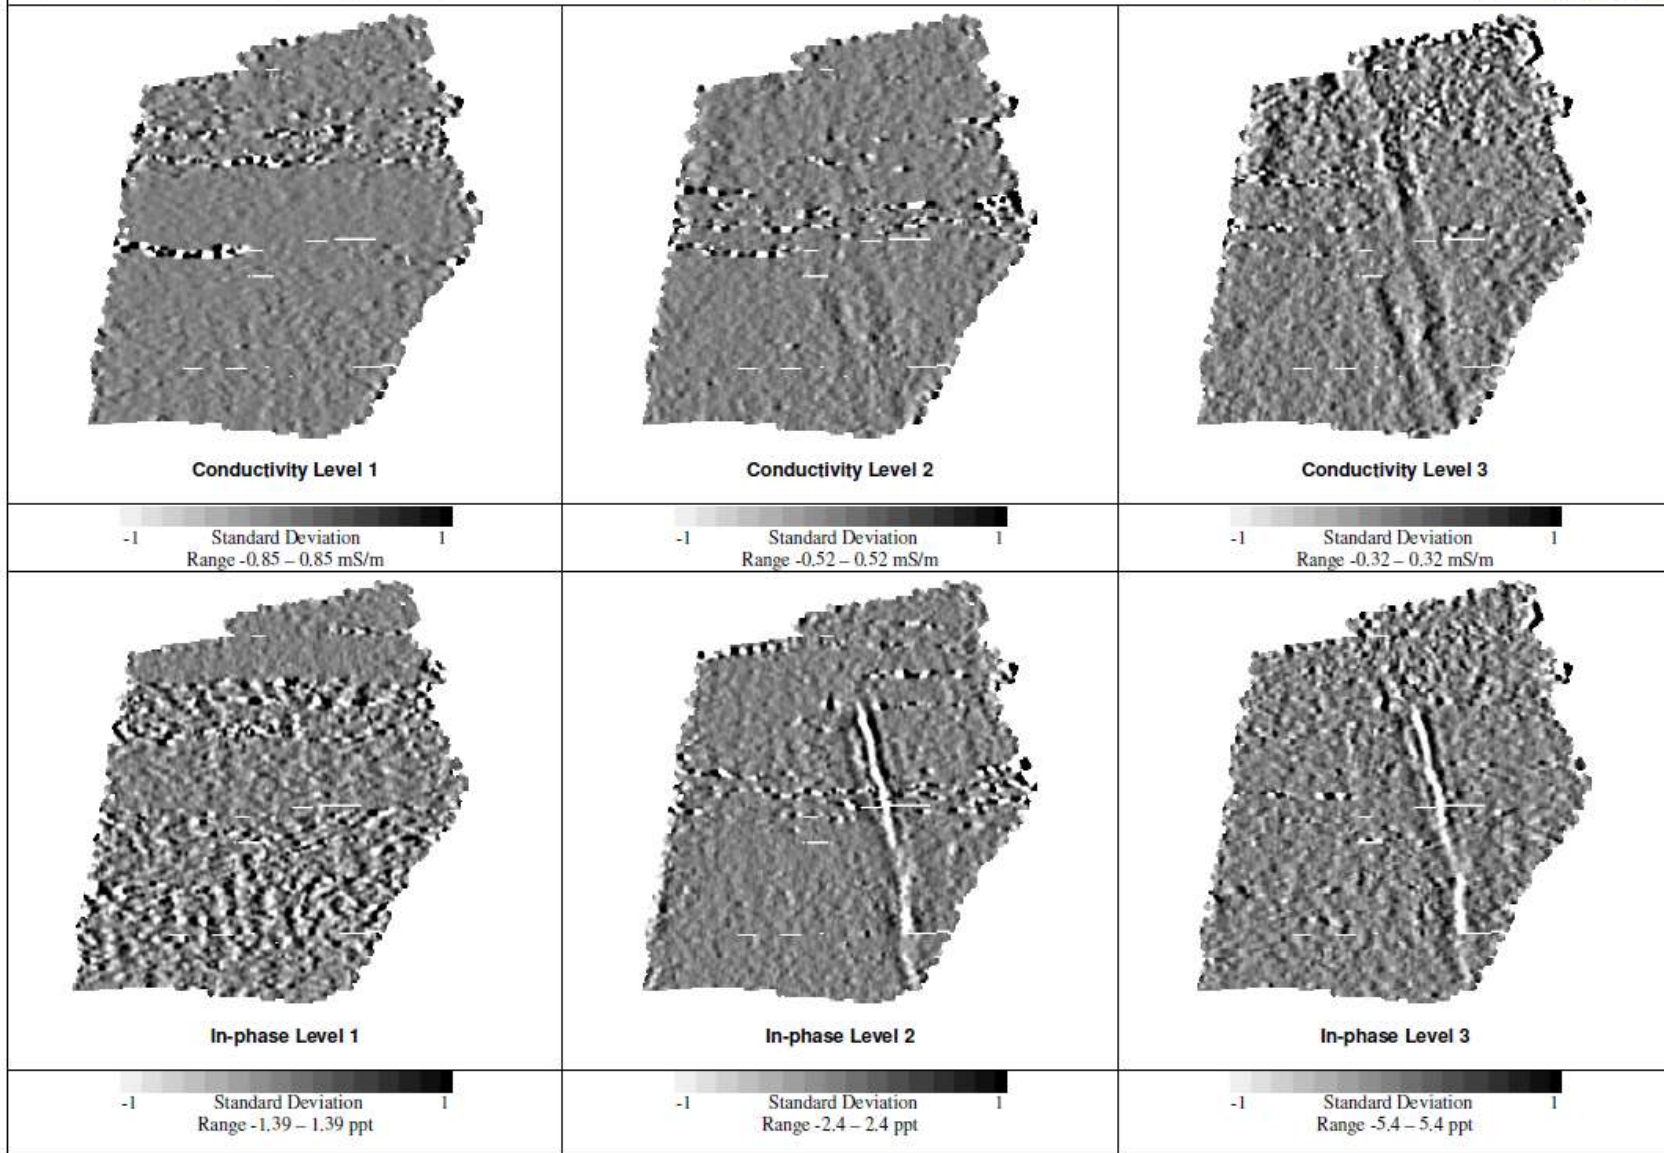 Conductivity Level 1
Conductivity Level 2
Conductivity Level 3
-1 Standard Deviation 1
Range -0.85 – 0.85 mS/m
-1 Standard Deviation 1
Range -0.52 – 0.52 mS/m
-1 Standard Deviation 1
Range -0.32 – 0.32 mS/m
In-phase Level 1
In-phase Level 2
In-phase Level 3
-1 Standard Deviation 1
Range -1.39 – 1.39 ppt
-1 Standard Deviation 1
Range -2.4 – 2.4 ppt
-1 Standard Deviation 1
Range -5.4 – 5.4 ppt